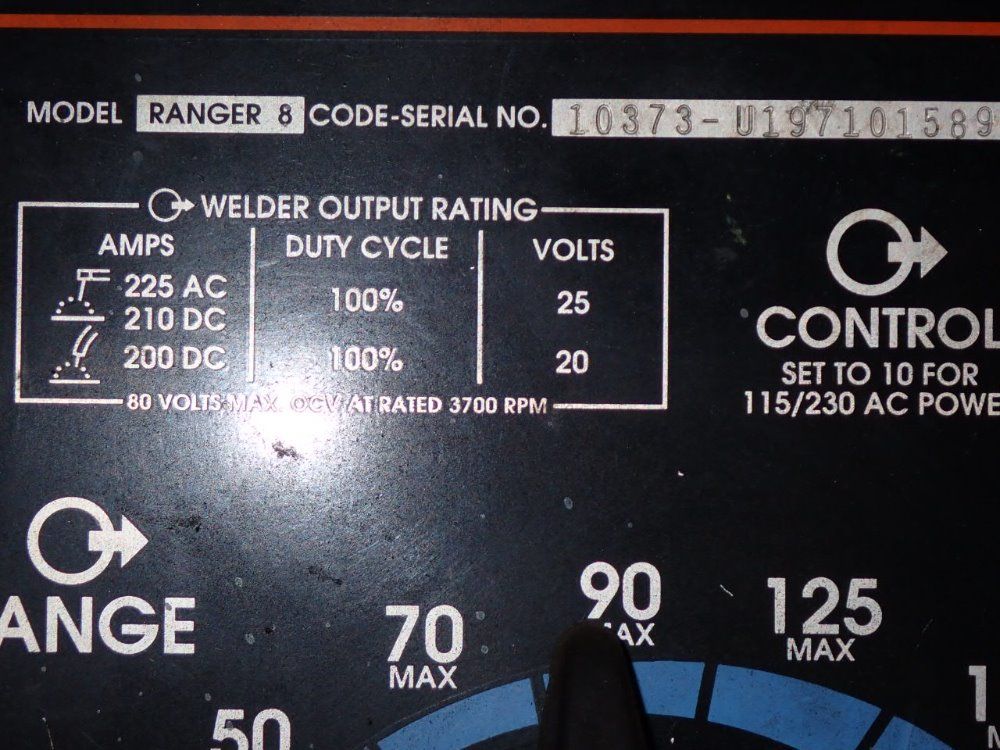 MODEL RANGER 8 CODE-SERIAL NO. 10373-U197101589
WELDER OUTPUT RATING
AMPS DUTY CYCLE VOLTS
225 AC
210 DC 100% 25
200 DC 100% 20
80 VOLTS MAX. OCV AT RATED 3700 RPM
CONTROL
SET TO 10 FOR
115/230 AC POWE
ANGE
90
MAX
125
MAX
70
MAX
50